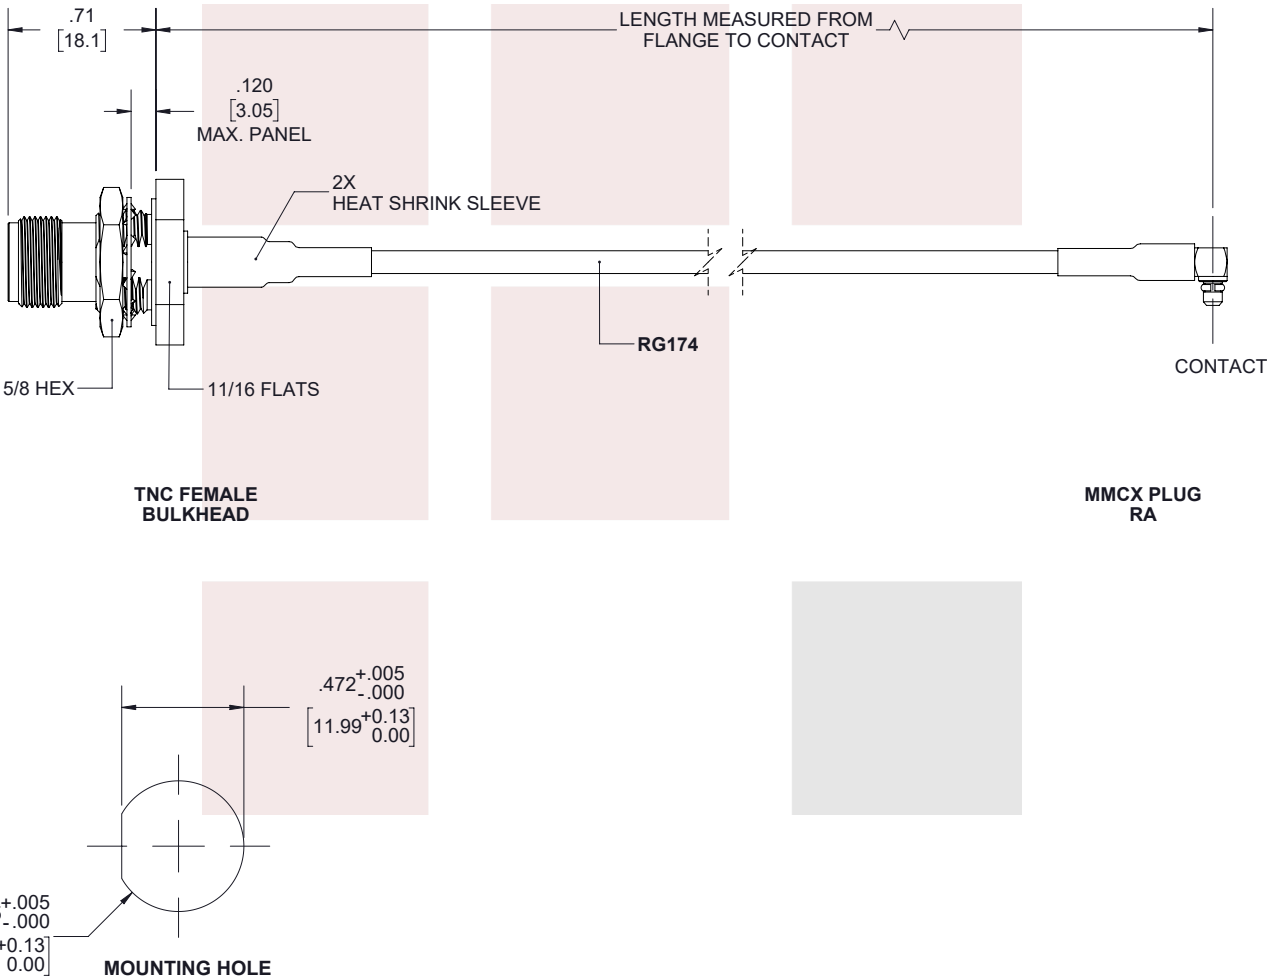 .71
[18.1]
LENGTH MEASURED FROM
FLANGE TO CONTACT
.120
[3.05]
MAX. PANEL
2X
HEAT SHRINK SLEEVE
RG174
CONTACT
5/8 HEX
11/16 FLATS
TNC FEMALE
BULKHEAD
MMCX PLUG
RA
.472 +.005
-.000
[11.99 +0.13
0.00]
+.005
-.000
+0.13
0.00]
MOUNTING HOLE